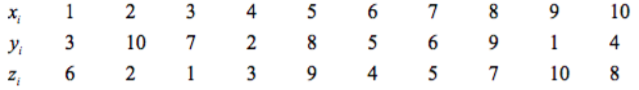 xᵢ 1 2 3 4 5 6 7 8 9 10
yᵢ 3 10 7 2 8 5 6 9 1 4
zᵢ 6 2 1 3 9 4 5 7 10 8